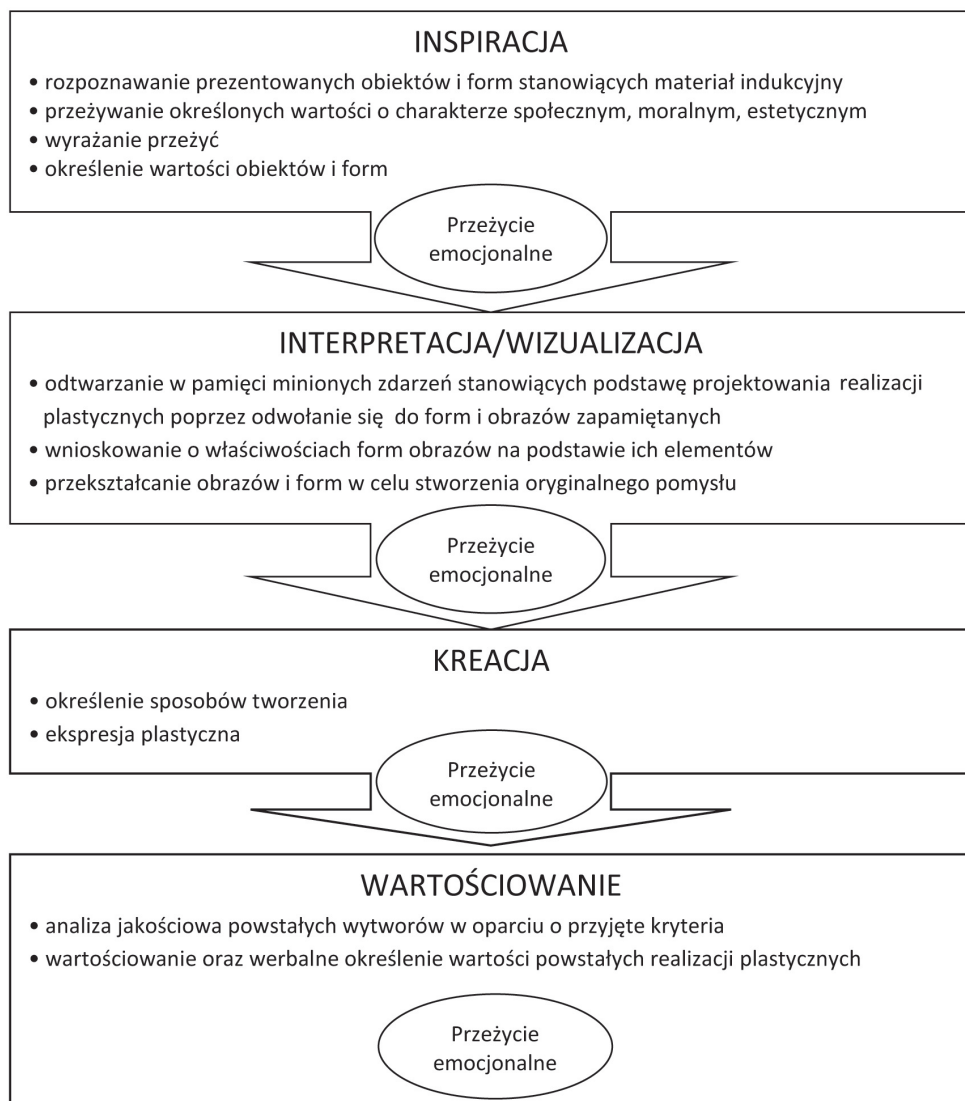 INSPIRACJA
• rozpoznawanie prezentowanych obiektów i form stanowiących materiał indukcyjny
• przeżywanie określonych wartości o charakterze społecznym, moralnym, estetycznym
• wyrażanie przeżyć
• określenie wartości obiektów i form
Przeżycie
emocjonalne
INTERPRETACJA/WIZUALIZACJA
• odtwarzanie w pamięci minionych zdarzeń stanowiących podstawę projektowania realizacji
plastycznych poprzez odwołanie się do form i obrazów zapamiętanych
• wnioskowanie o właściwościach form obrazów na podstawie ich elementów
• przekształcanie obrazów i form w celu stworzenia oryginalnego pomysłu
Przeżycie
emocjonalne
KREACJA
• określenie sposobów tworzenia
• ekspresja plastyczna
Przeżycie
emocjonalne
WARTOŚCIOWANIE
• analiza jakościowa powstałych wytworów w oparciu o przyjęte kryteria
• wartościowanie oraz werbalne określenie wartości powstałych realizacji plastycznych
Przeżycie
emocjonalne